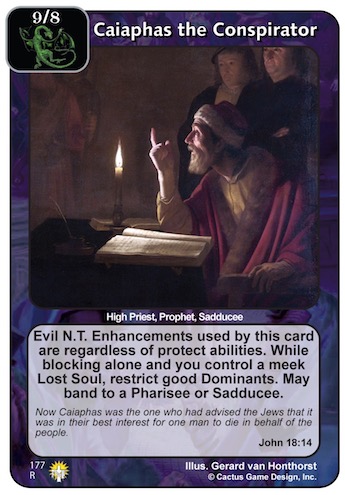 9/8
Caiaphas the Conspirator
High Priest, Prophet, Sadducee
Evil N.T. Enhancements used by this card
are regardless of protect abilities. While
blocking alone and you control a meek
Lost Soul, restrict good Dominants. May
band to a Pharisee or Sadducee.
Now Caiaphas was the one who had advised the Jews that it
was in their best interest for one man to die in behalf of the
people.
John 18:14
177
R
Illus. Gerard van Honthorst
© Cactus Game Design, Inc.